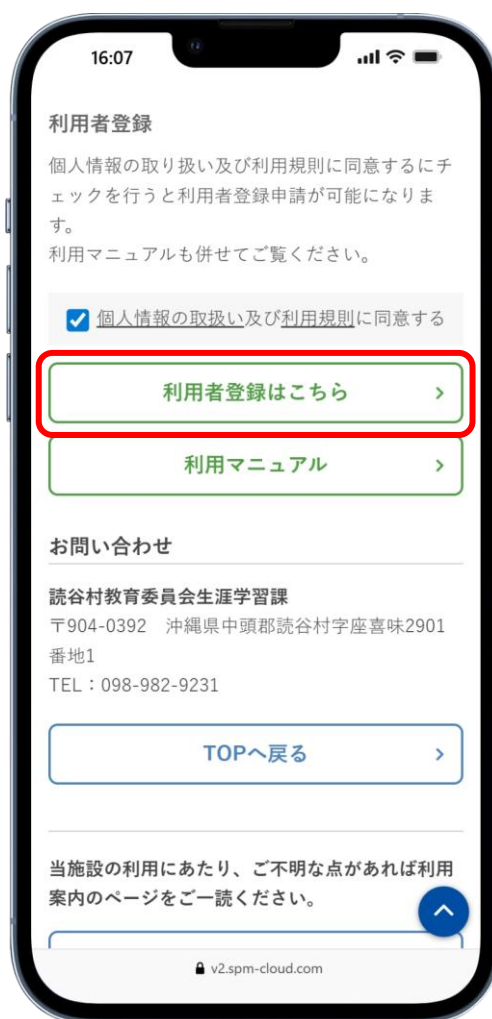 16:07
利用者登録
個人情報の取り扱い及び利用規則に同意するにチ
ェックを行うと利用者登録申請が可能になりま
す。
利用マニュアルも併せてご覧ください。
個人情報の取扱い及び利用規則に同意する
利用者登録はこちら
利用マニュアル
お問い合わせ
読谷村教育委員会生涯学習課
〒904-0392 沖縄県中頭郡読谷村字座喜味2901
番地1
TEL：098-982-9231
TOPへ戻る
当施設の利用にあたり、ご不明な点があれば利用
案内のページをご一読ください。
v2.spm-cloud.com